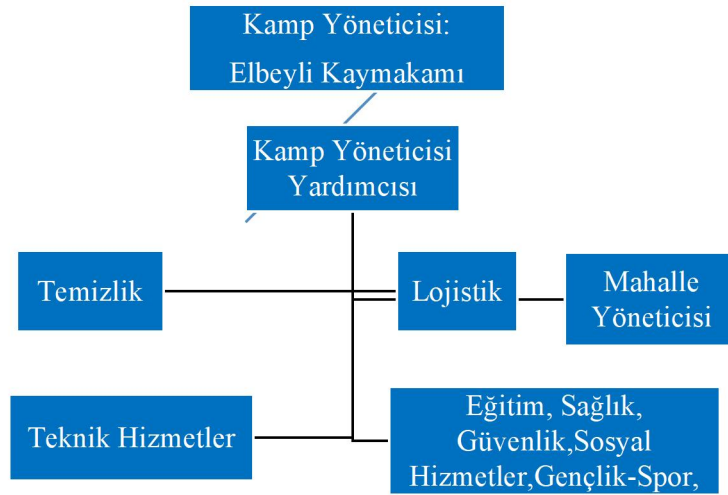 Kamp Yöneticisi:
Elbeyli Kaymakamı
Kamp Yöneticisi
Yardımcısı
Temizlik
Lojistik
Mahalle
Yöneticisi
Teknik Hizmetler
Eğitim, Sağlık,
Güvenlik,Sosyal
Hizmetler,Gençlik-Spor,